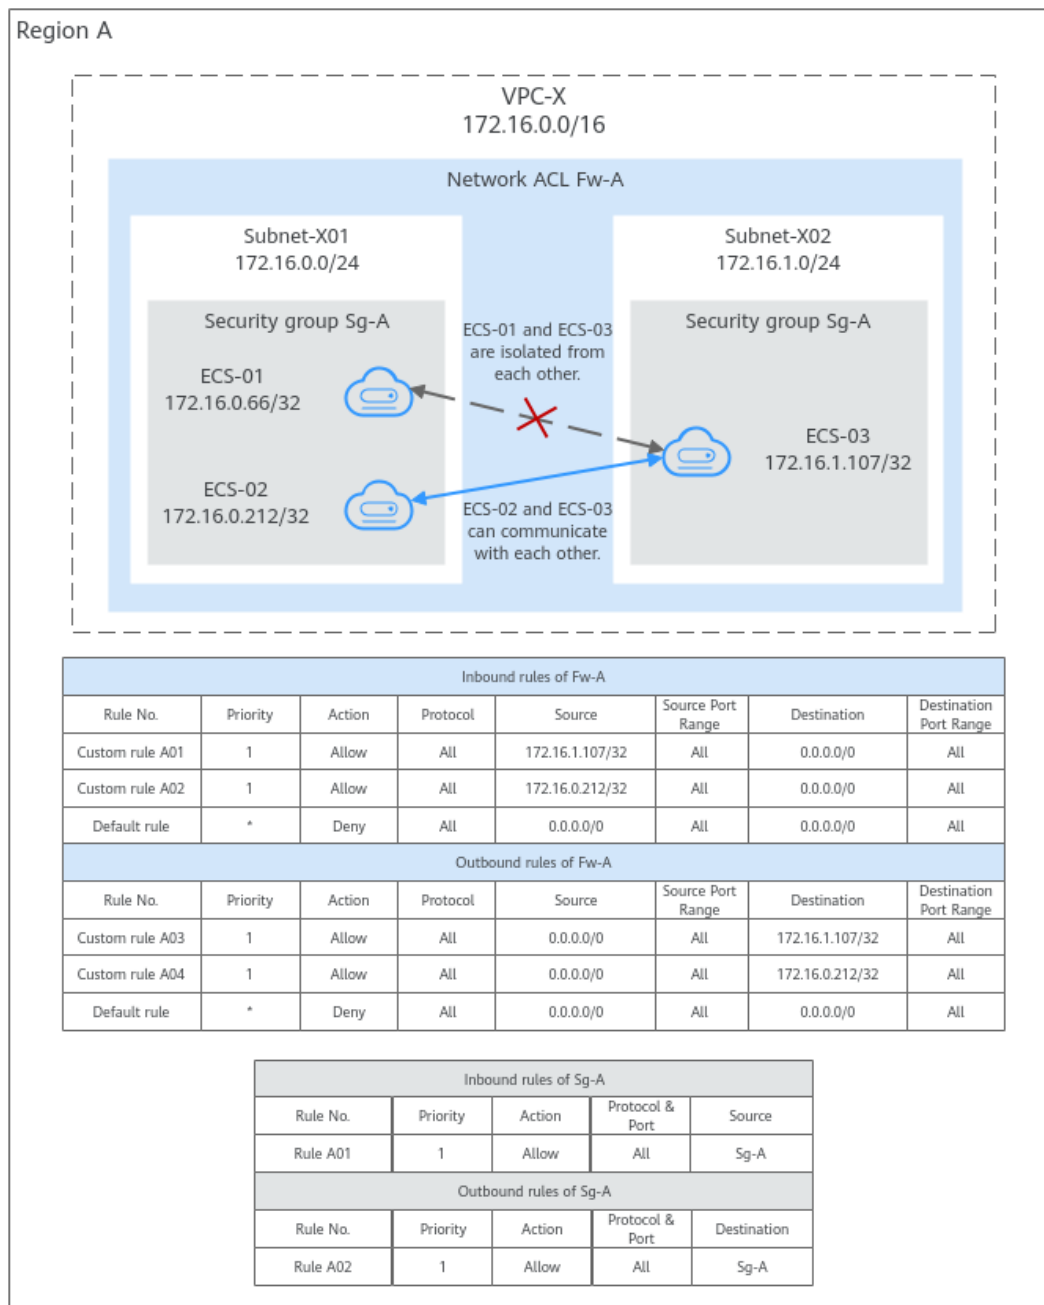 Region A
VPC-X
172.16.0.0/16
Network ACL Fw-A
Subnet-X01
172.16.0.0/24
Security group Sg-A
ECS-01
172.16.0.66/32
ECS-02
172.16.0.212/32
ECS-01 and ECS-03
are isolated from
each other.
ECS-02 and ECS-03
can communicate
with each other.
Subnet-X02
172.16.1.0/24
Security group Sg-A
ECS-03
172.16.1.107/32
Inbound rules of Fw-A
Rule No. Priority Action Protocol Source Source Port Range Destination Destination Port Range
Custom rule A01 1 Allow All 172.16.1.107/32 All 0.0.0.0/0 All
Custom rule A02 1 Allow All 172.16.0.212/32 All 0.0.0.0/0 All
Default rule * Deny All 0.0.0.0/0 All 0.0.0.0/0 All
Outbound rules of Fw-A
Rule No. Priority Action Protocol Source Source Port Range Destination Destination Port Range
Custom rule A03 1 Allow All 0.0.0.0/0 All 172.16.1.107/32 All
Custom rule A04 1 Allow All 0.0.0.0/0 All 172.16.0.212/32 All
Default rule * Deny All 0.0.0.0/0 All 0.0.0.0/0 All
Inbound rules of Sg-A
Rule No. Priority Action Protocol & Port Source
Rule A01 1 Allow All Sg-A
Outbound rules of Sg-A
Rule No. Priority Action Protocol & Port Destination
Rule A02 1 Allow All Sg-A